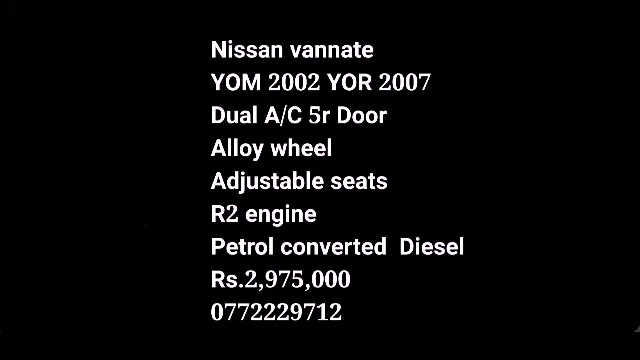 Nissan vannate
YOM 2002 YOR 2007
Dual A/C 5r Door
Alloy wheel
Adjustable seats
R2 engine
Petrol converted  Diesel
Rs.2,975,000
0772229712